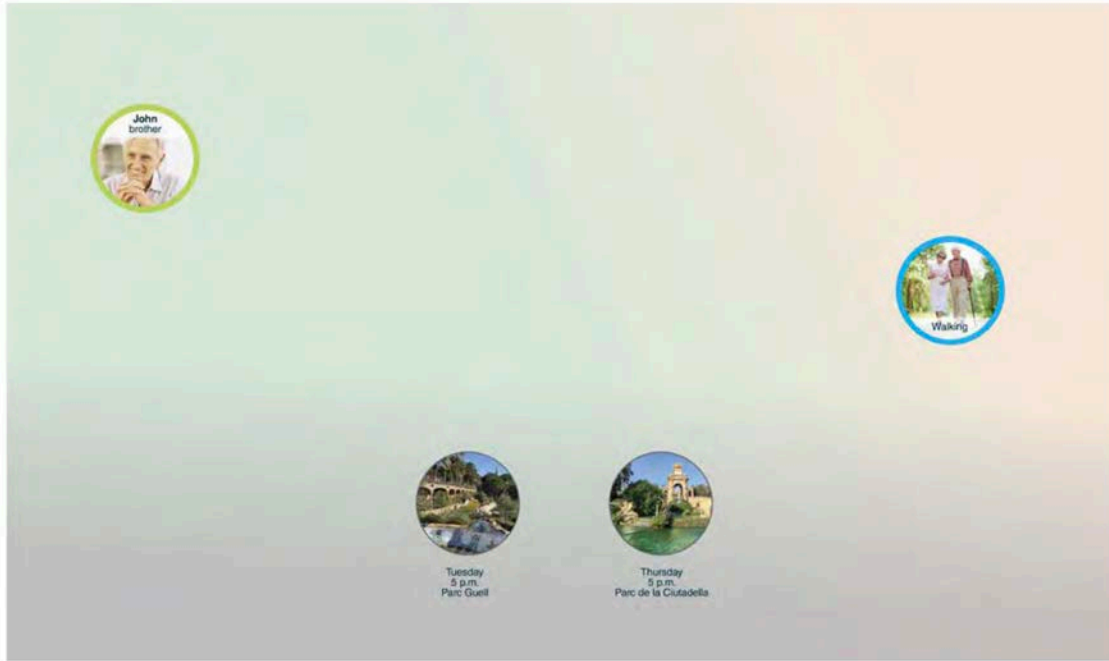 John
brother
Walking
Tuesday
5 p.m.
Parc Guell
Thursday
5 p.m.
Parc de la Ciutadella